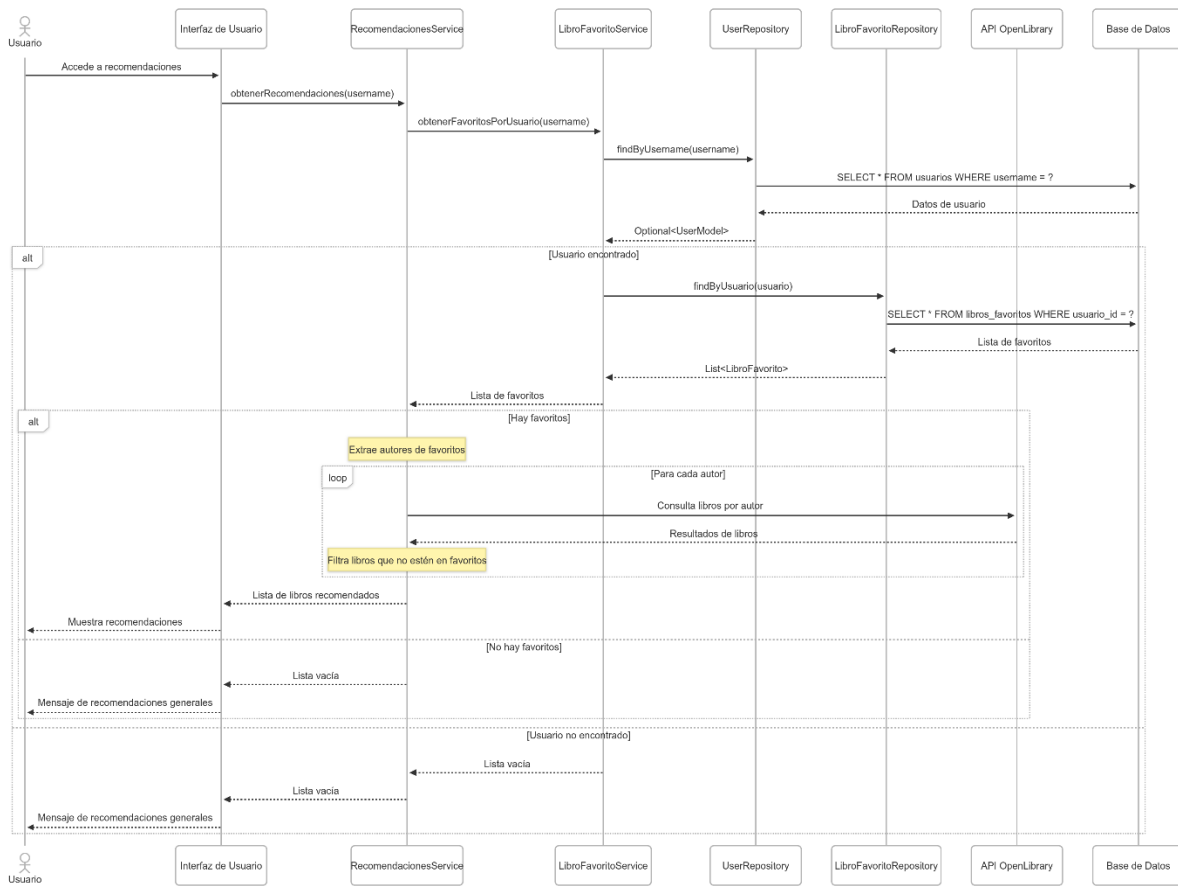 Usuario
Interfaz de Usuario
RecomendacionesService
LibroFavoritoService
UserRepository
LibroFavoritoRepository
API OpenLibrary
Base de Datos
Accede a recomendaciones
obtenerRecomendaciones(username)
obtenerFavoritosPorUsuario(username)
findByUsername(username)
SELECT * FROM usuarios WHERE username = ?
Datos de usuario
Optional<UserModel>
alt
[Usuario encontrado]
findByUsuario(usuario)
SELECT * FROM libros_favoritos WHERE usuario_id = ?
Lista de favoritos
List<LibroFavorito>
Lista de favoritos
alt
[Hay favoritos]
Extrae autores de favoritos
loop
[Para cada autor]
Consulta libros por autor
Resultados de libros
Filtra libros que no estén en favoritos
Lista de libros recomendados
Muestra recomendaciones
[No hay favoritos]
Lista vacía
Mensaje de recomendaciones generales
[Usuario no encontrado]
Lista vacía
Lista vacía
Mensaje de recomendaciones generales
Usuario
Interfaz de Usuario
RecomendacionesService
LibroFavoritoService
UserRepository
LibroFavoritoRepository
API OpenLibrary
Base de Datos